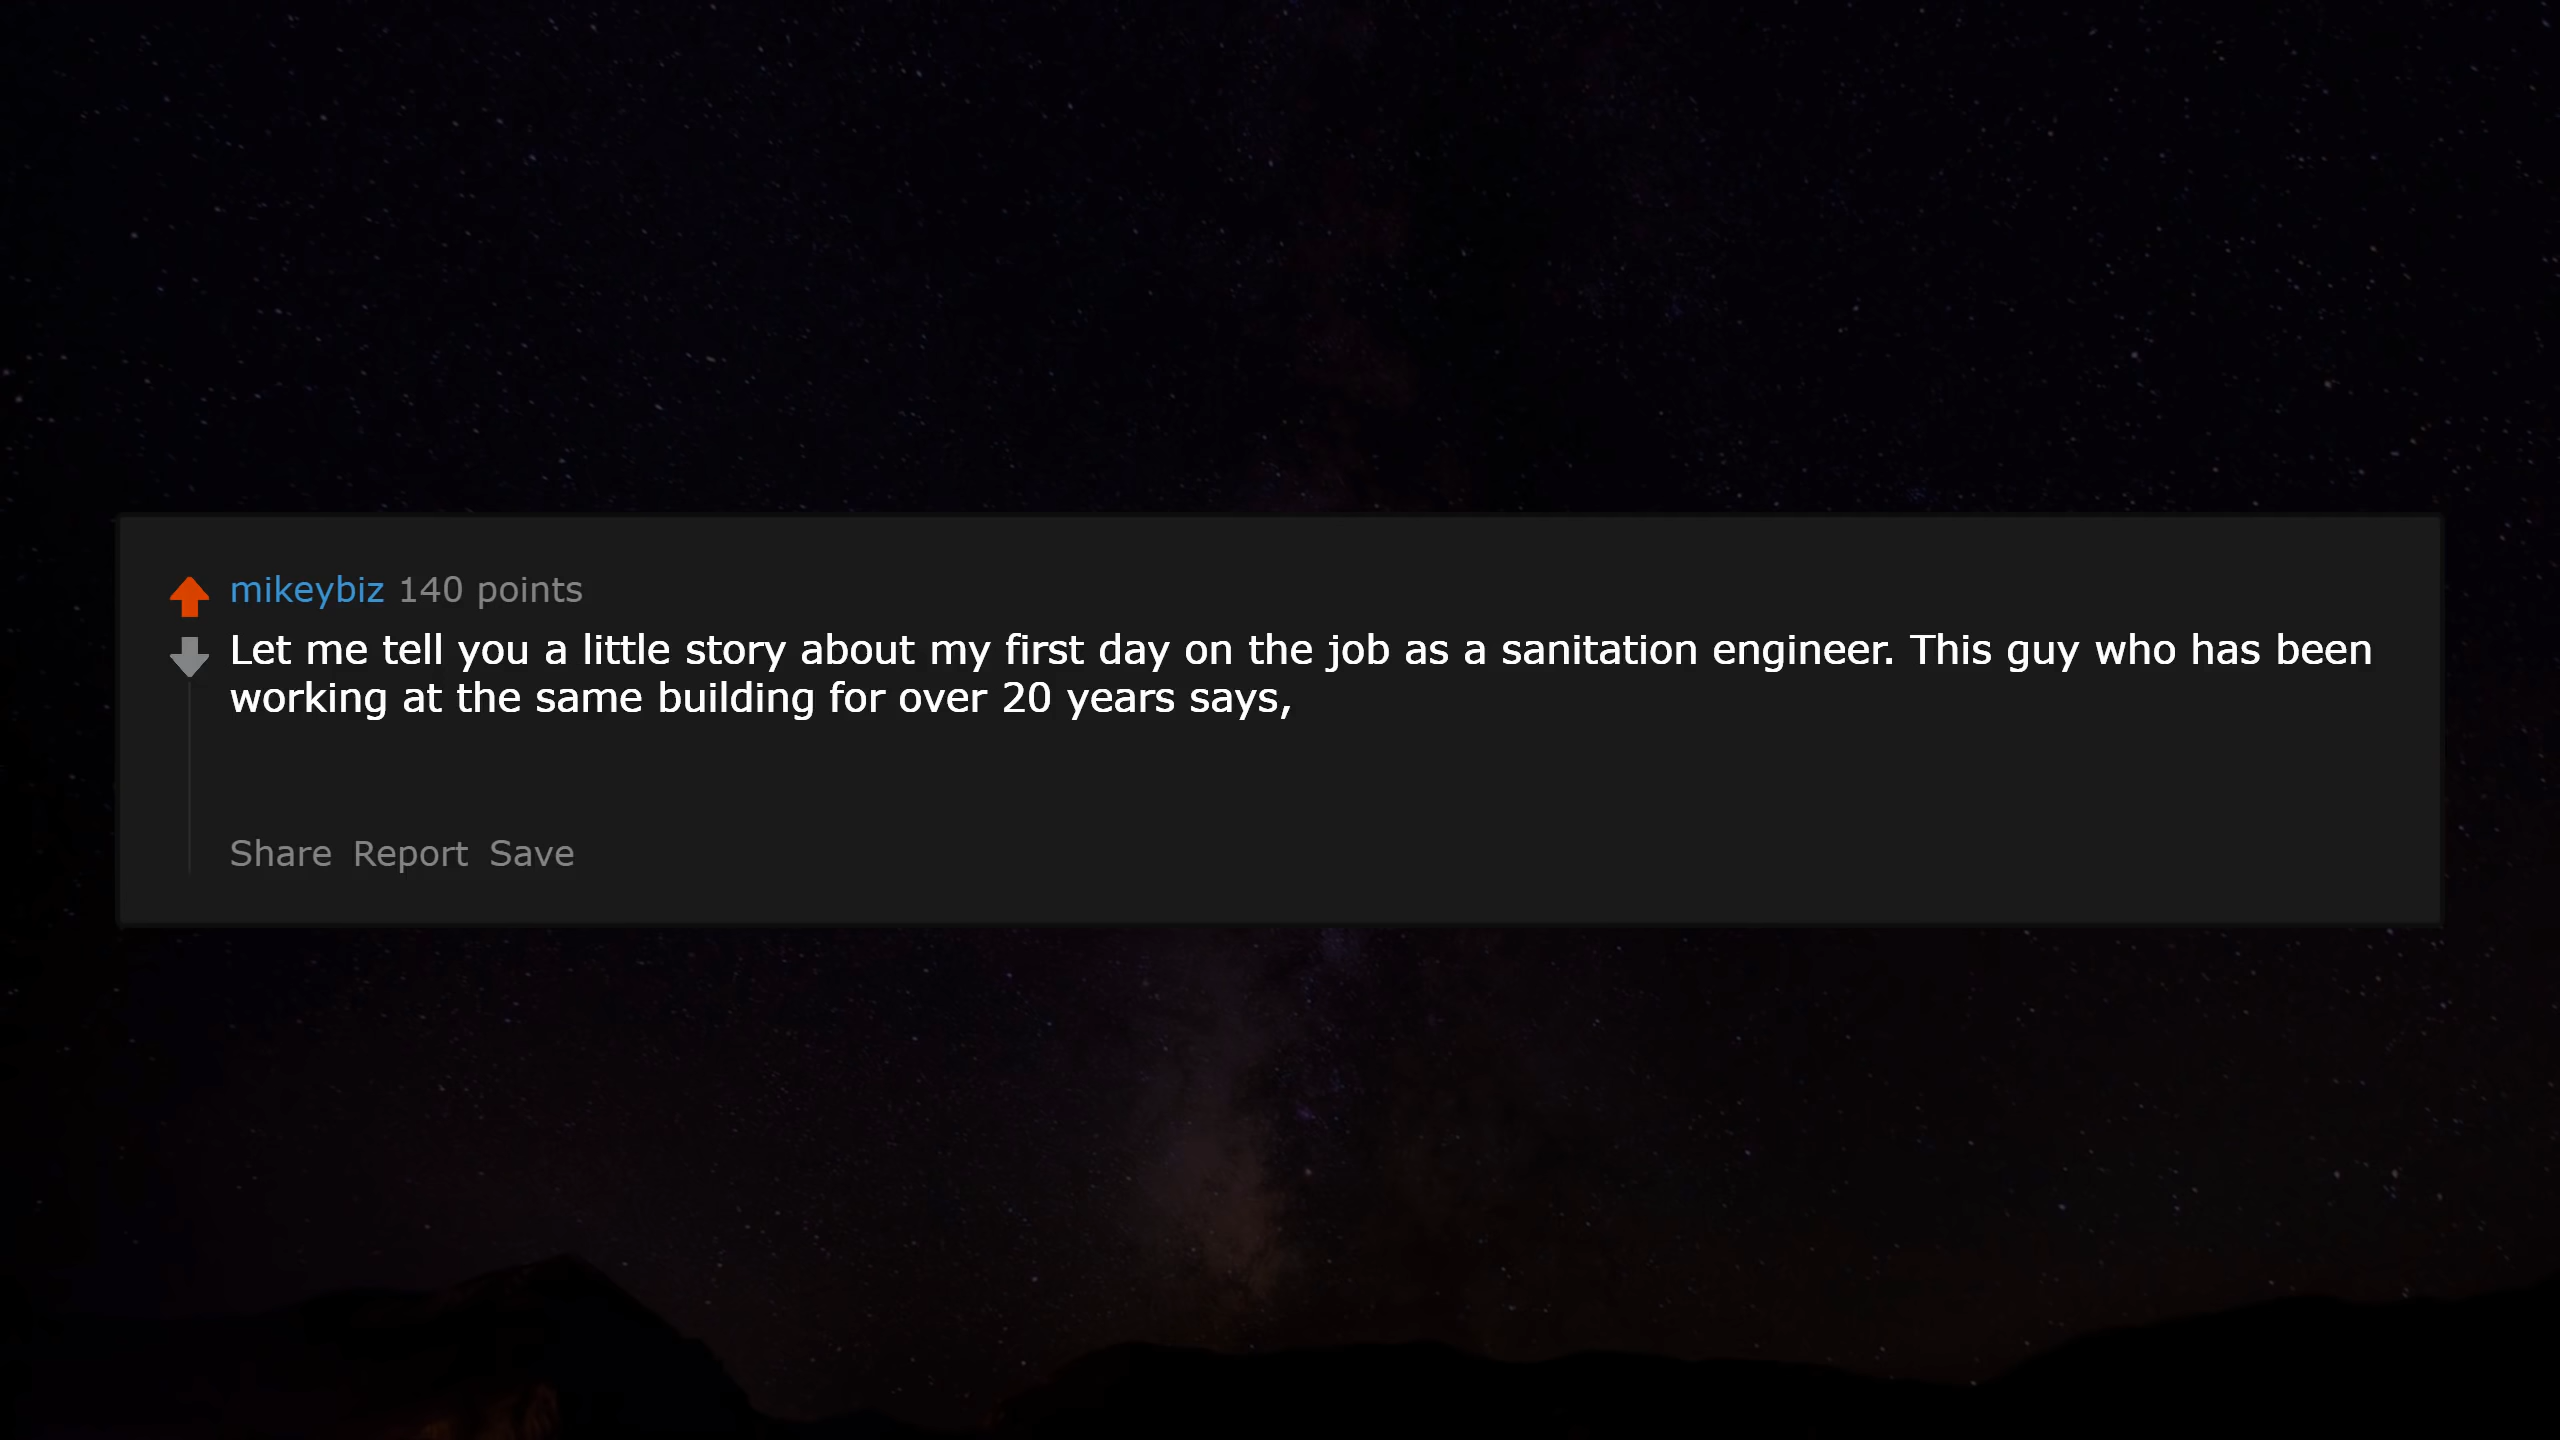 mikeybiz 140 points
Let me tell you a little story about my first day on the job as a sanitation engineer. This guy who has been
working at the same building for over 20 years says,
Share Report Save